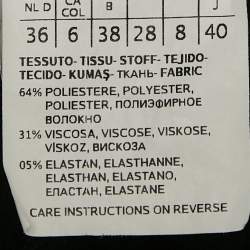 NL D CA COL B J
36 6 38 28 8 40
TESSUTO- TISSU- STOFF- TEJIDO-
TECIDO- KUMAŞ- ТКАНЬ- FABRIC
64% POLIESTERE, POLYESTER,
POLIESTER, ПОЛИЭФИРНОЕ
ВОЛОКНО
31% VISCOSA, VISCOSE, VISKOSE,
VİSKOZ, ВИСКОЗА
05% ELASTAN, ELASTHANNE,
ELASTHAN, ELASTANO,
ЕЛАСТАН, ELASTANE
CARE INSTRUCTIONS ON REVERSE